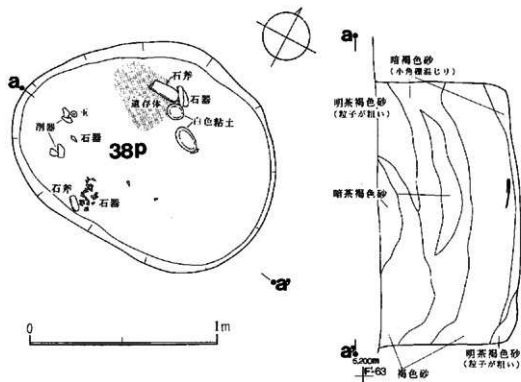 a
石斧
石器
遺存体
白色粘土
玉
削器
石器
38p
石斧
石器
a'
0
1m
a
暗褐色砂
(小角礫混じり)
明茶褐色砂
(粒子が粗い)
暗茶褐色砂
a'
5.200m
F-63
褐色砂
明茶褐色砂
(粒子が粗い)